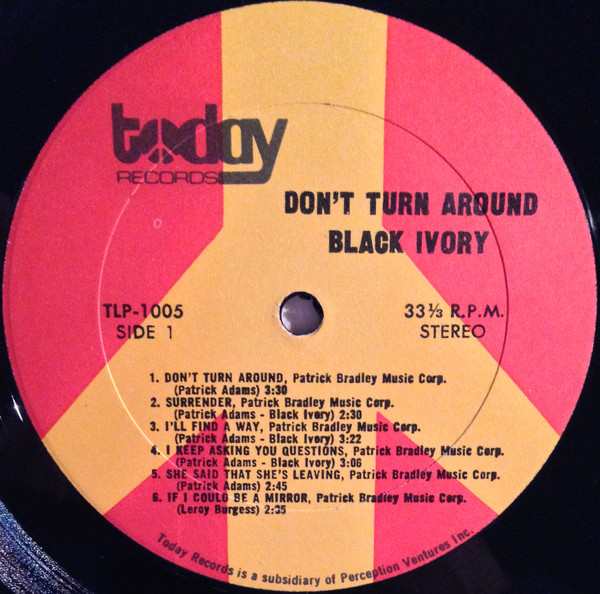 today
RECORDS
DON'T TURN AROUND
BLACK IVORY
TLP-1005
SIDE 1
33⅓ R.P.M.
STEREO
1. DON'T TURN AROUND, Patrick Bradley Music Corp.
(Patrick Adams) 3:30
2. SURRENDER, Patrick Bradley Music Corp.
(Patrick Adams - Black Ivory) 2:30
3. I'LL FIND A WAY, Patrick Bradley Music Corp.
(Patrick Adams - Black Ivory) 3:22
4. I KEEP ASKING YOU QUESTIONS, Patrick Bradley Music Corp.
(Patrick Adams - Black Ivory) 3:06
5. SHE SAID THAT SHE'S LEAVING, Patrick Bradley Music Corp.
(Patrick Adams) 2:45
6. IF I COULD BE A MIRROR, Patrick Bradley Music Corp.
(Leroy Burgess) 2:35
Today Records is a subsidiary of Perception Ventures Inc.